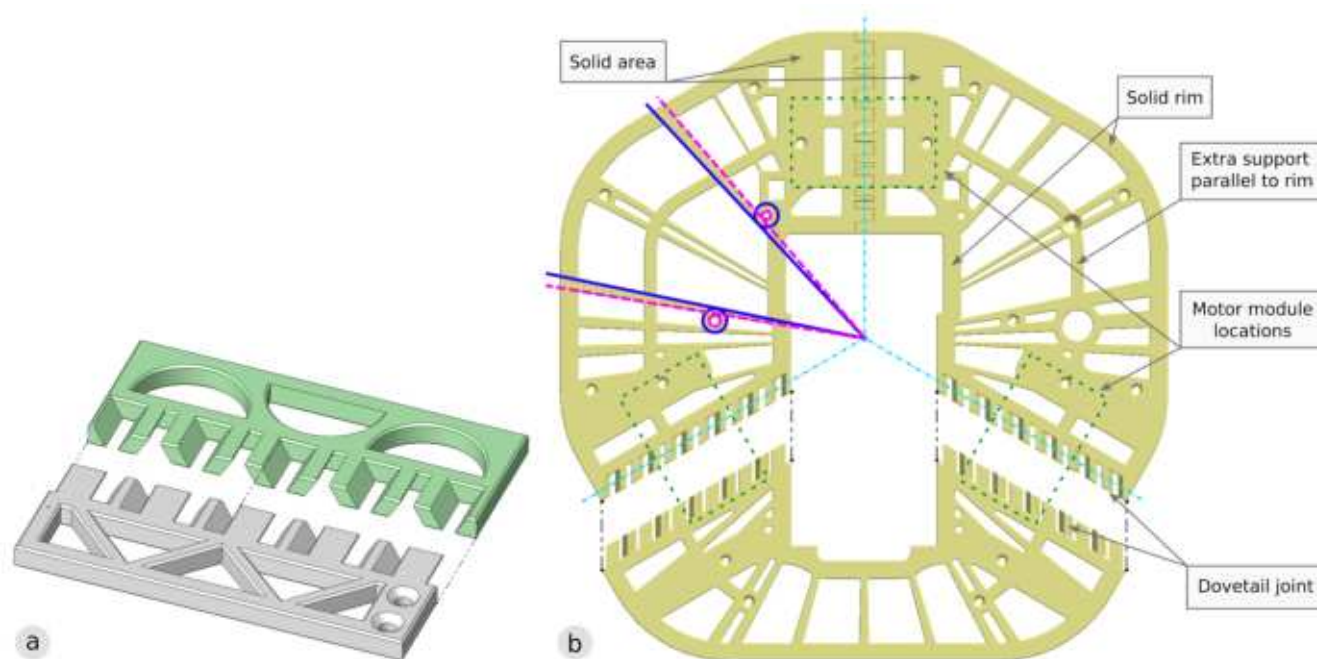 Solid area
Solid rim
Extra support
parallel to rim
Motor module
locations
Dovetail joint
a
b